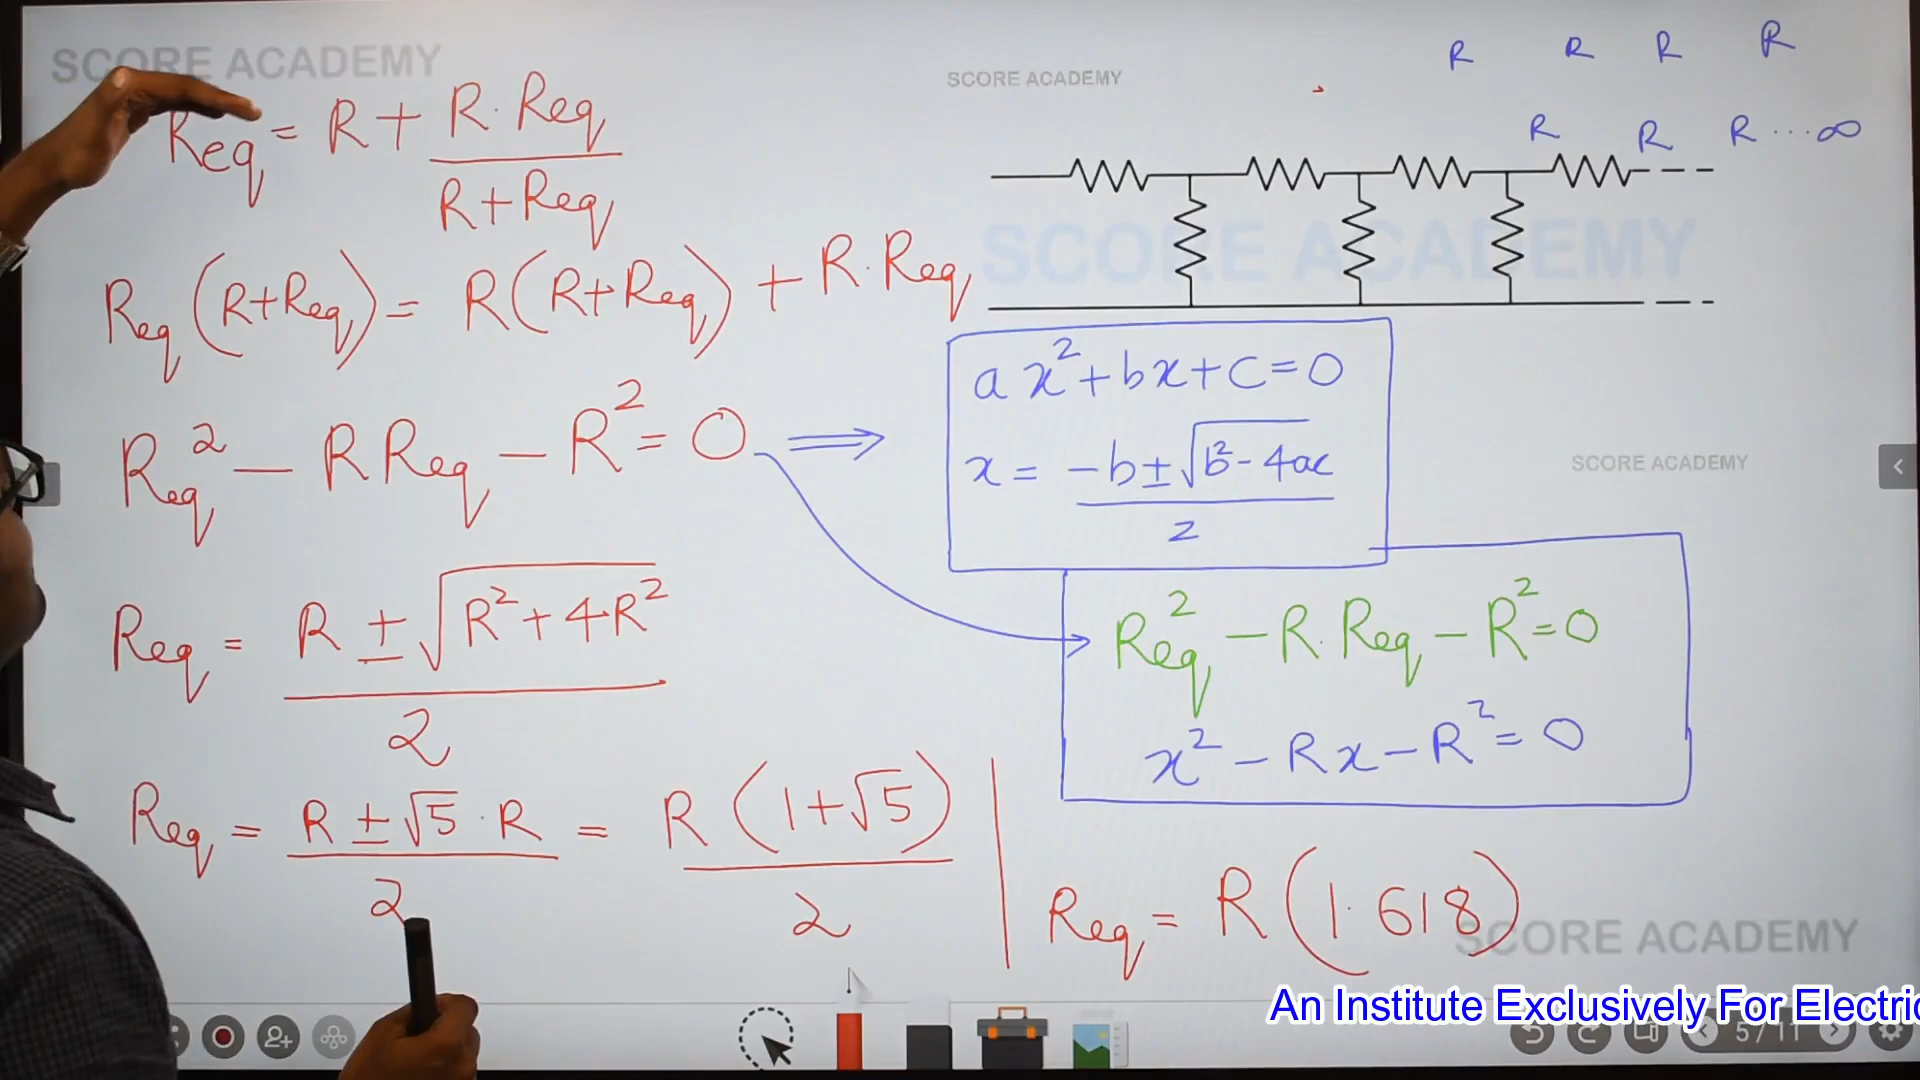 SCORE ACADEMY
SCORE ACADEMY
R R R R
R R R ... ∞
Req = R + R. Req / R + Req
SCORE ACADEMY
Req (R+Req) = R (R+Req) + R. Req
ax² + bx + c = 0
Req² - R Req - R² = 0 ⇒
x = -b ± √b² - 4ac / 2
SCORE ACADEMY
Req² - R. Req - R² = 0
Req = R ± √R² + 4R² / 2
x² - Rx - R² = 0
Req = R ± √5 . R / 2 = R (1+√5) / 2
Req = R (1.618)
SCORE ACADEMY
An Institute Exclusively For Electric
5 / 11